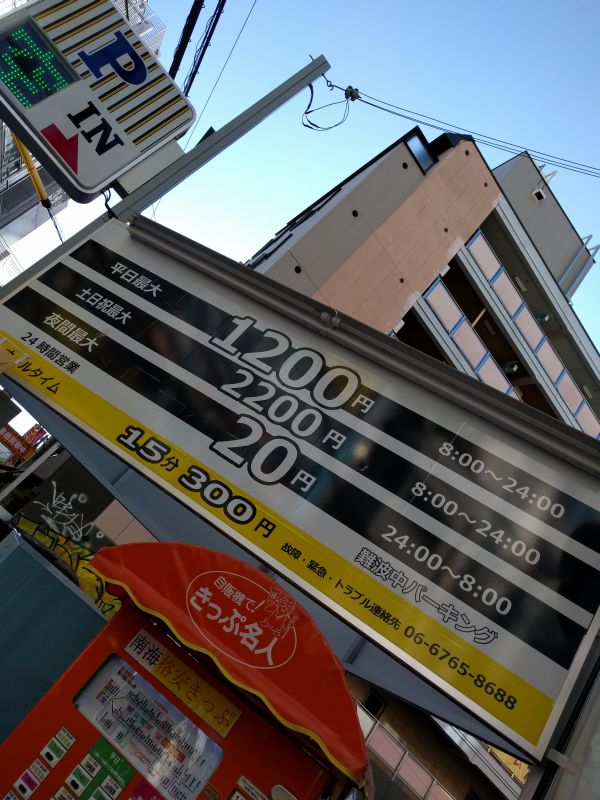 P
IN
平日最大 1200円 8:00～24:00
土日祝最大 2200円 8:00～24:00
夜間最大 20円 24:00～8:00
24時間営業
ルタイム 15分 300円
難波中パーキング
故障・緊急・トラブル連絡先 06-6765-8688
自販機で!
きっぷ名人
南海格安きっぷ